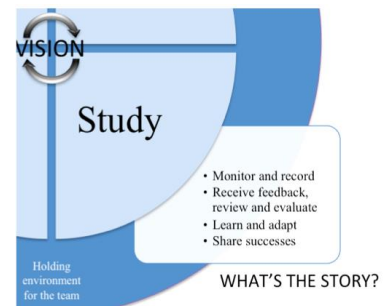 VISION
Study
• Monitor and record
• Receive feedback,
review and evaluate
• Learn and adapt
• Share successes
Holding
environment
for the team
WHAT'S THE STORY?